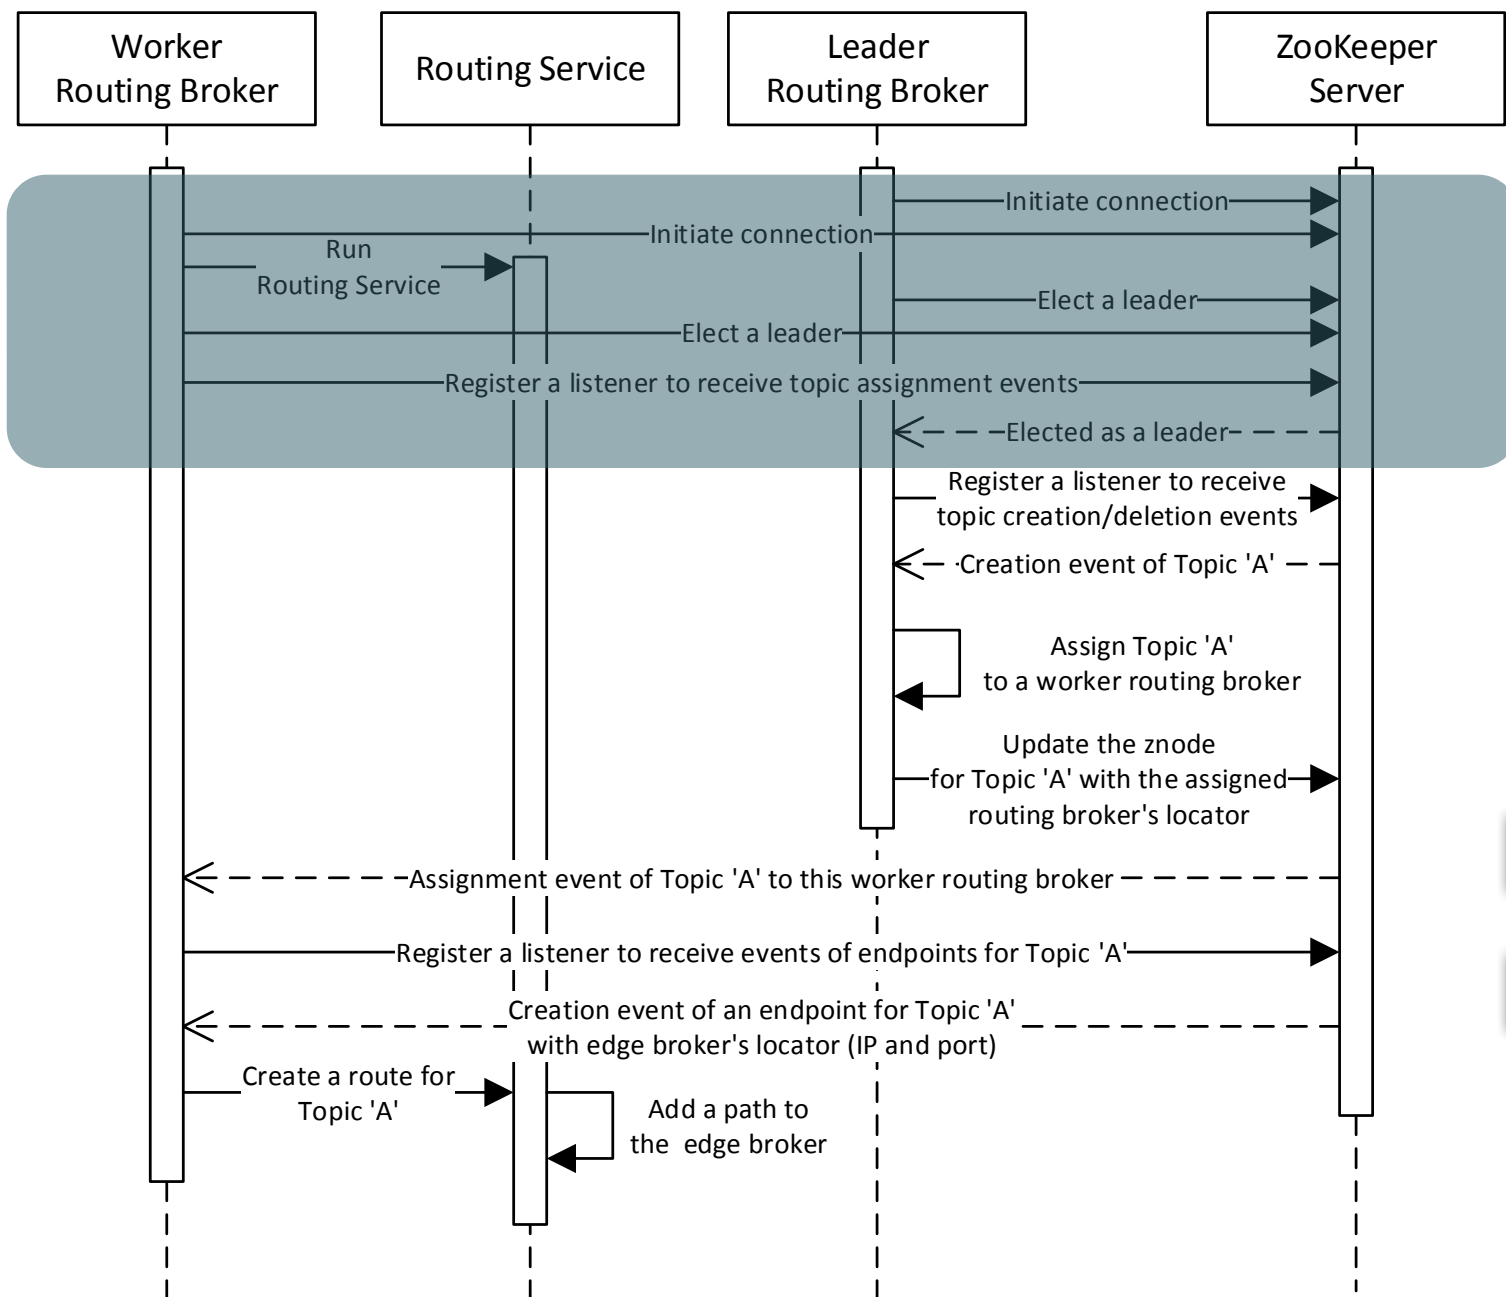 Worker
Routing Broker
Routing Service
Leader
Routing Broker
ZooKeeper
Server
Initiate connection
Initiate connection
Run
Routing Service
Elect a leader
Elect a leader
Register a listener to receive topic assignment events
Elected as a leader
Register a listener to receive
topic creation/deletion events
Creation event of Topic 'A'
Assign Topic 'A'
to a worker routing broker
Update the znode
for Topic 'A' with the assigned
routing broker's locator
Assignment event of Topic 'A' to this worker routing broker
Register a listener to receive events of endpoints for Topic 'A'
Creation event of an endpoint for Topic 'A'
with edge broker's locator (IP and port)
Create a route for
Topic 'A'
Add a path to
the edge broker